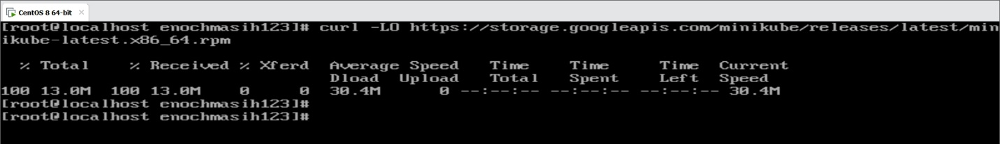 CentOS 8 64-bit
[root@localhost enochmasih123]# curl -LO https://storage.googleapis.com/minikube/releases/latest/min
ikube-latest.x86_64.rpm
% Total % Received % Xferd Average Speed Time Time Time Current
Dload Upload Total Spent Left Speed
100 13.0M 100 13.0M 0 0 30.4M 0 --:--:-- --:--:-- --:--:-- 30.4M
[root@localhost enochmasih123]#
[root@localhost enochmasih123]#